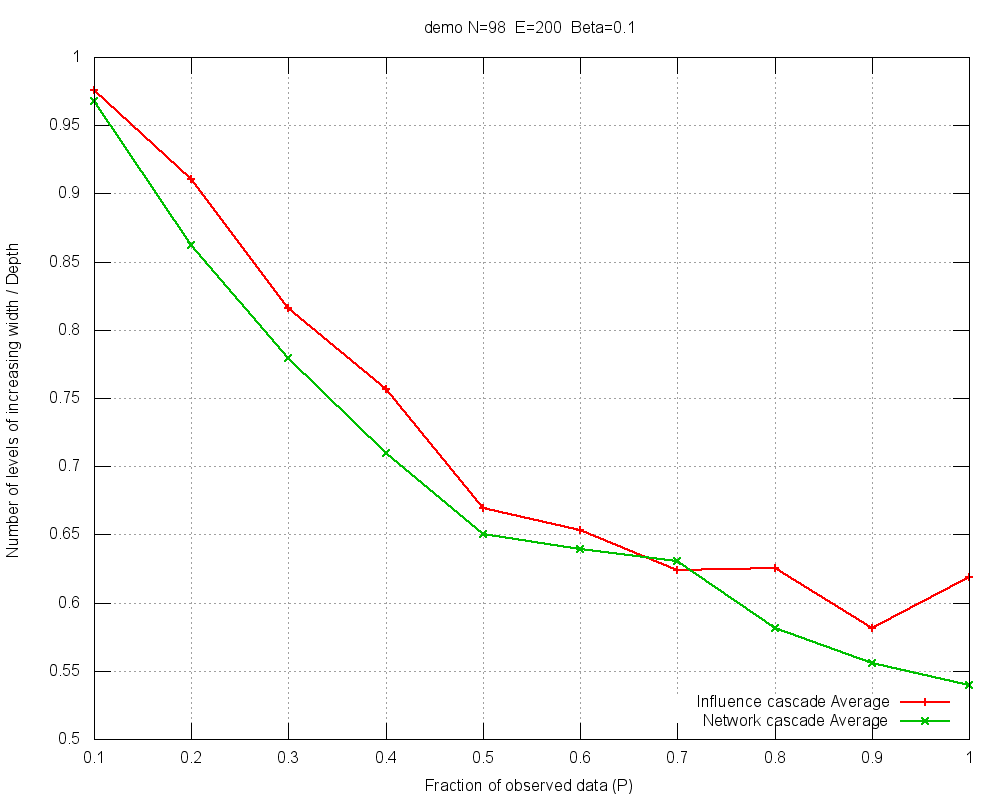 demo N=98 E=200 Beta=0.1
Number of levels of increasing width / Depth
1
0.95
0.9
0.85
0.8
0.75
0.7
0.65
0.6
0.55
0.5
Influence cascade Average
Network cascade Average
0.1 0.2 0.3 0.4 0.5 0.6 0.7 0.8 0.9 1
Fraction of observed data (P)